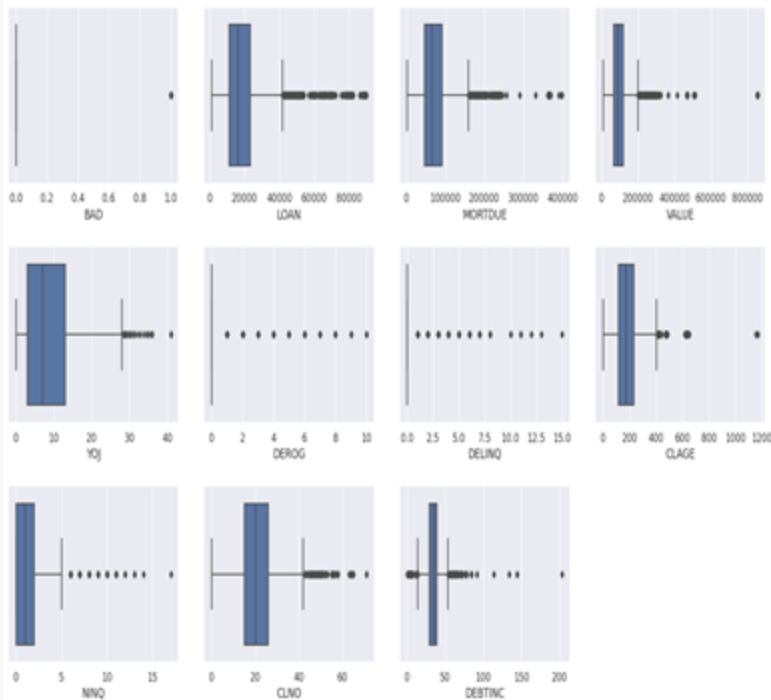 0.0 0.2 0.4 0.6 0.8 1.0 0 20000 40000 60000 80000 0 100000 200000 300000 400000 0 200000 400000 600000 800000
BAD LOAN MORTDUE VALUE
0 10 20 30 40 0 2 4 6 8 10 0.0 2.5 5.0 7.5 10.0 12.5 15.0 0 200 400 600 800 1000 1200
YOJ DEROG DELINQ CLAGE
0 5 10 15 0 20 40 60 0 50 100 150 200
NINQ CLNO DEBTINC